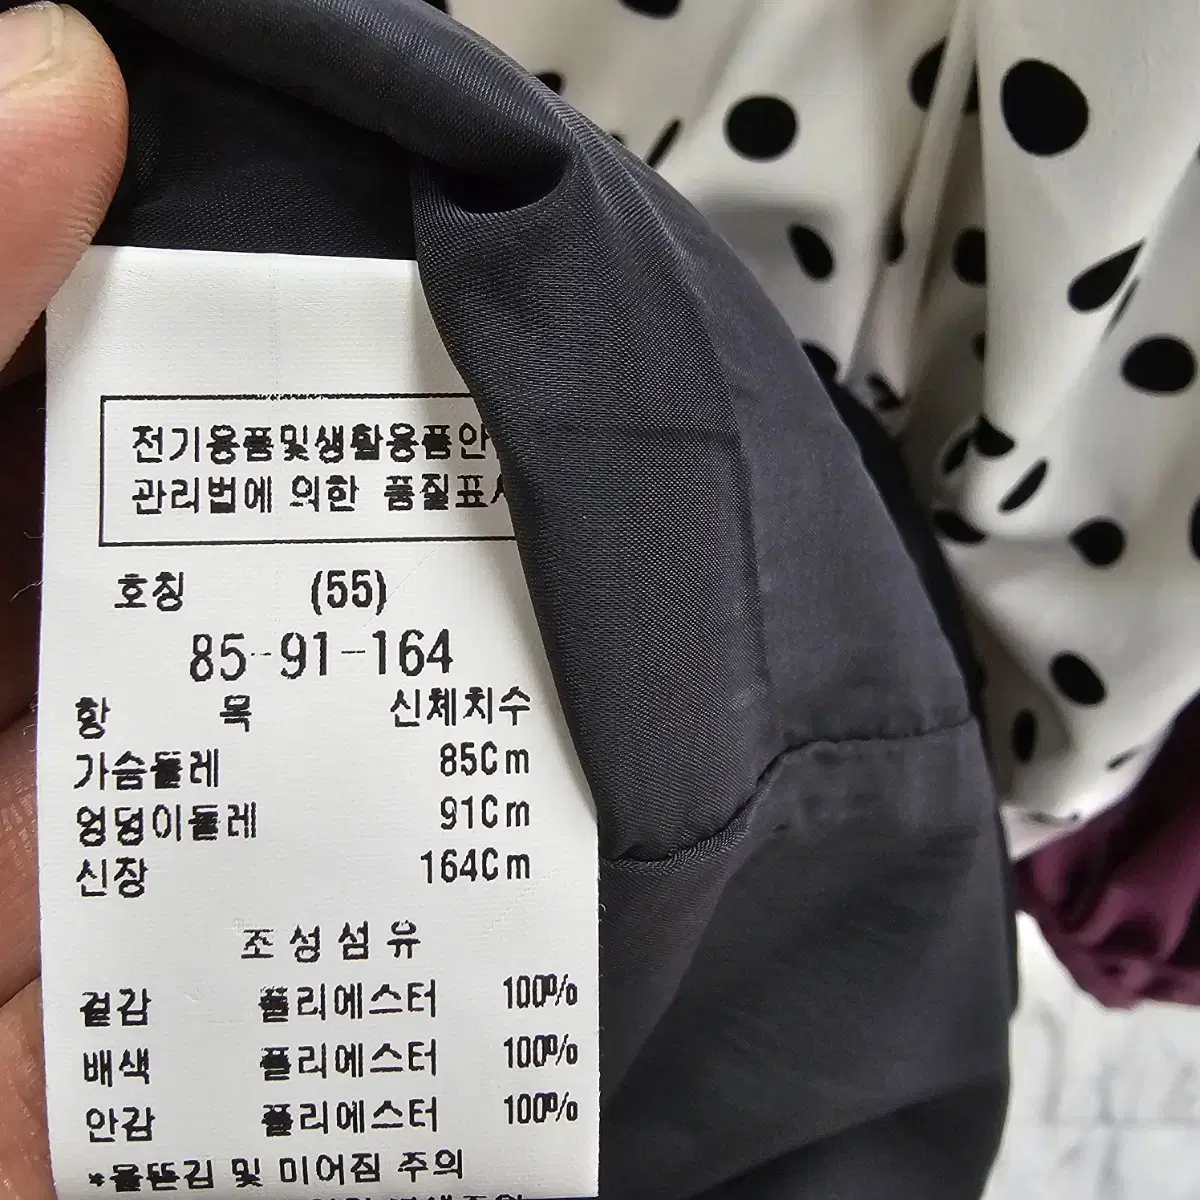 전기용품및생활용품안
관리법에 의한 품질표시
호칭 (55)
85-91-164
항 목 신체치수
가슴둘레 85Cm
엉덩이둘레 91Cm
신장 164Cm
조성섬유
겉감 폴리에스터 100%
배색 폴리에스터 100%
안감 폴리에스터 100%
*올뜯김 및 미어짐 주의